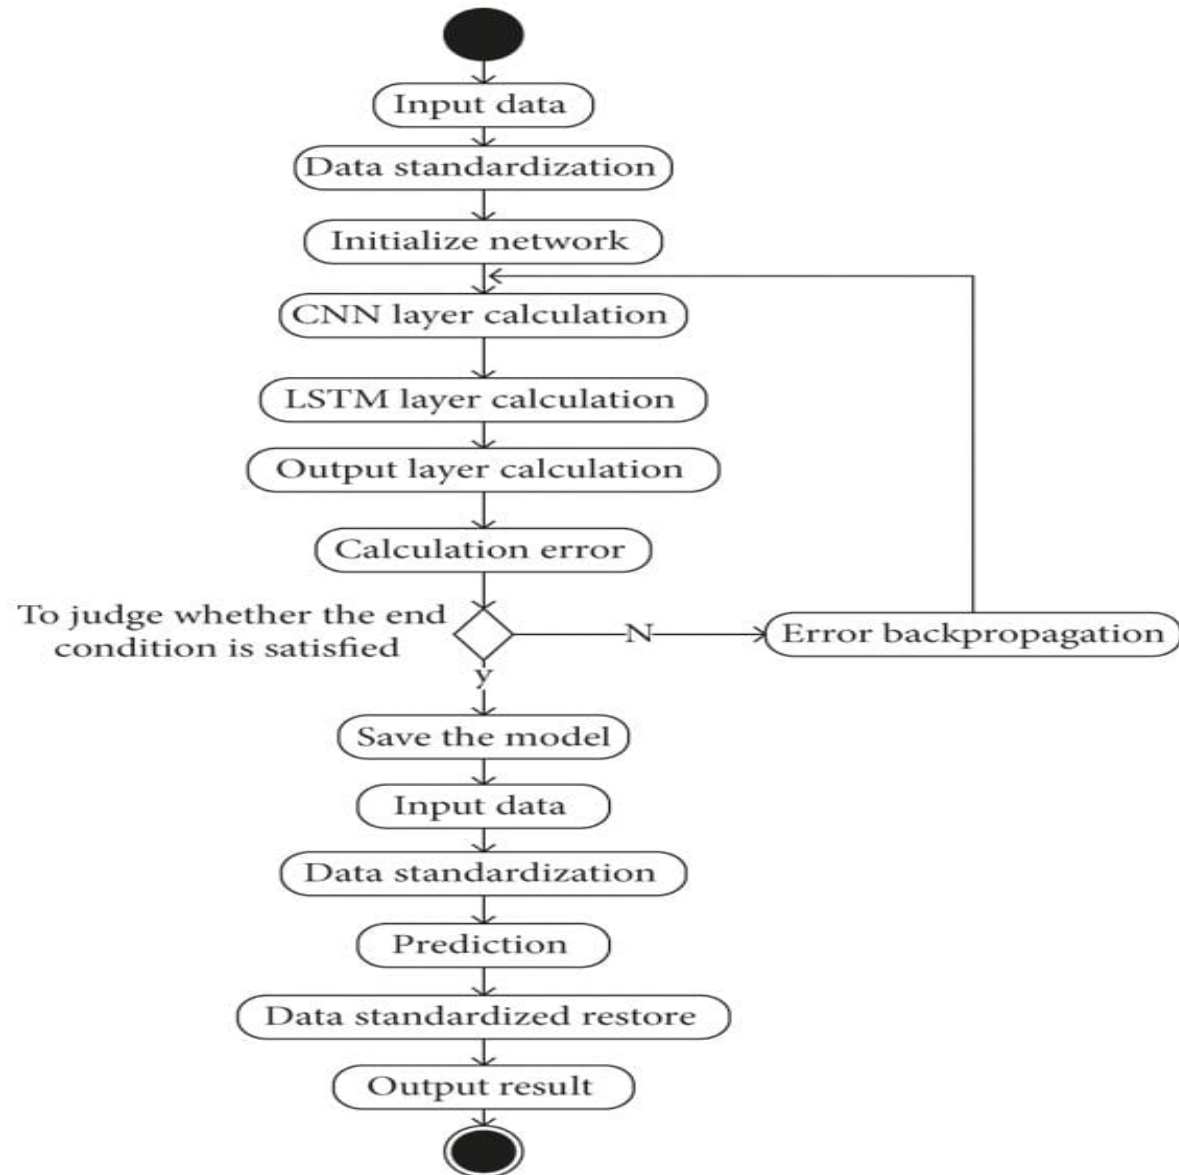 Input data
Data standardization
Initialize network
CNN layer calculation
LSTM layer calculation
Output layer calculation
Calculation error
To judge whether the end
condition is satisfied
N
Error backpropagation
y
Save the model
Input data
Data standardization
Prediction
Data standardized restore
Output result